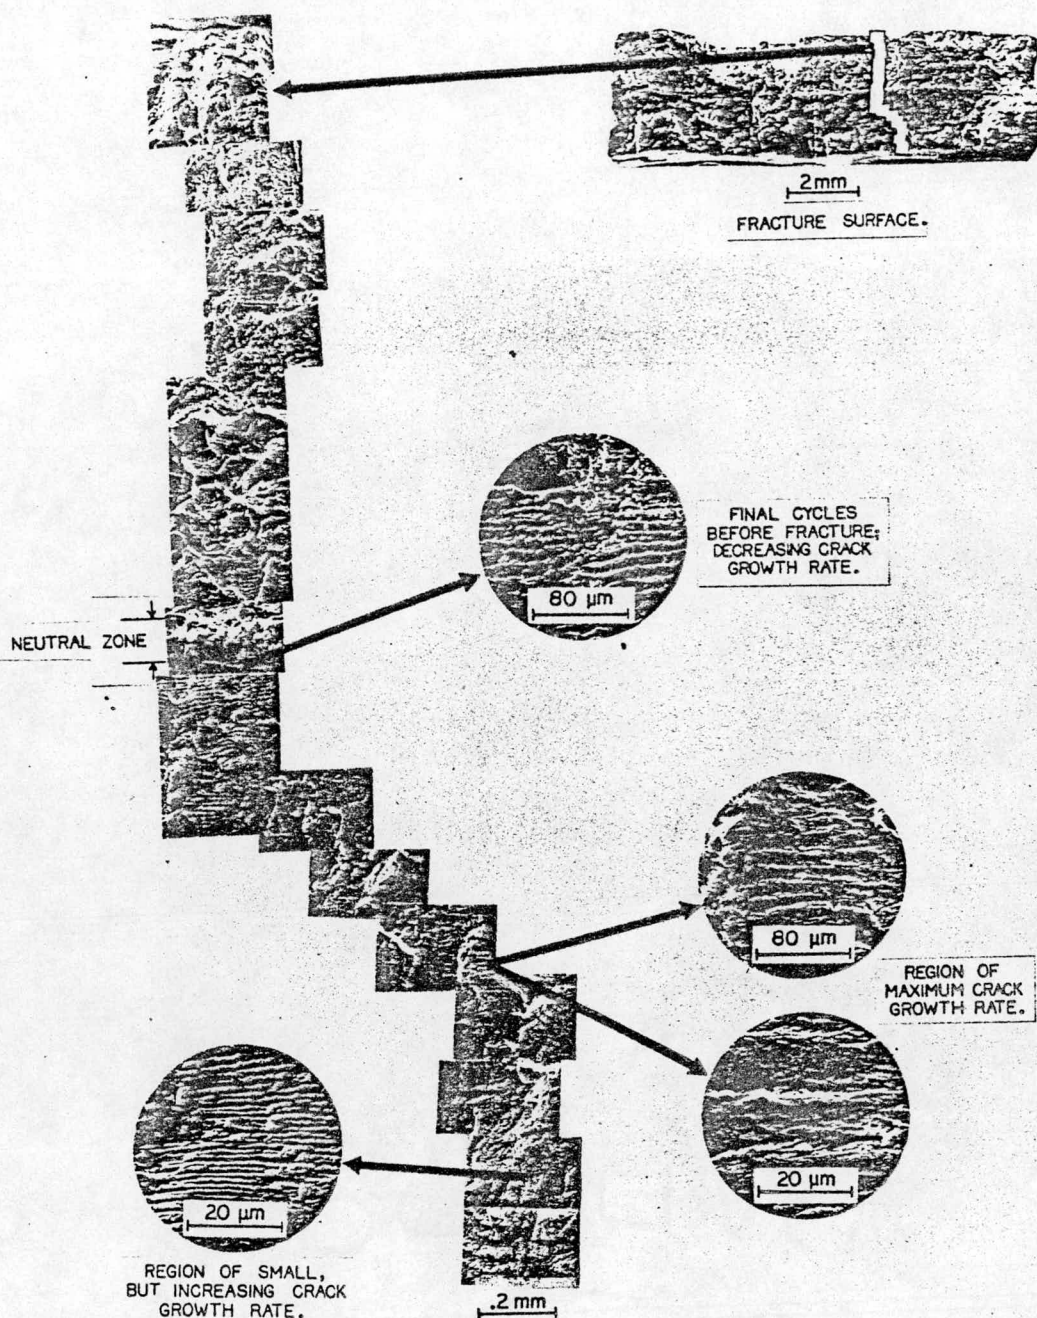 2mm
FRACTURE SURFACE.
FINAL CYCLES
BEFORE FRACTURE;
DECREASING CRACK
GROWTH RATE.
80 µm
NEUTRAL ZONE
80 µm
REGION OF
MAXIMUM CRACK
GROWTH RATE.
20 µm
20 µm
REGION OF SMALL,
BUT INCREASING CRACK
GROWTH RATE.
.2 mm